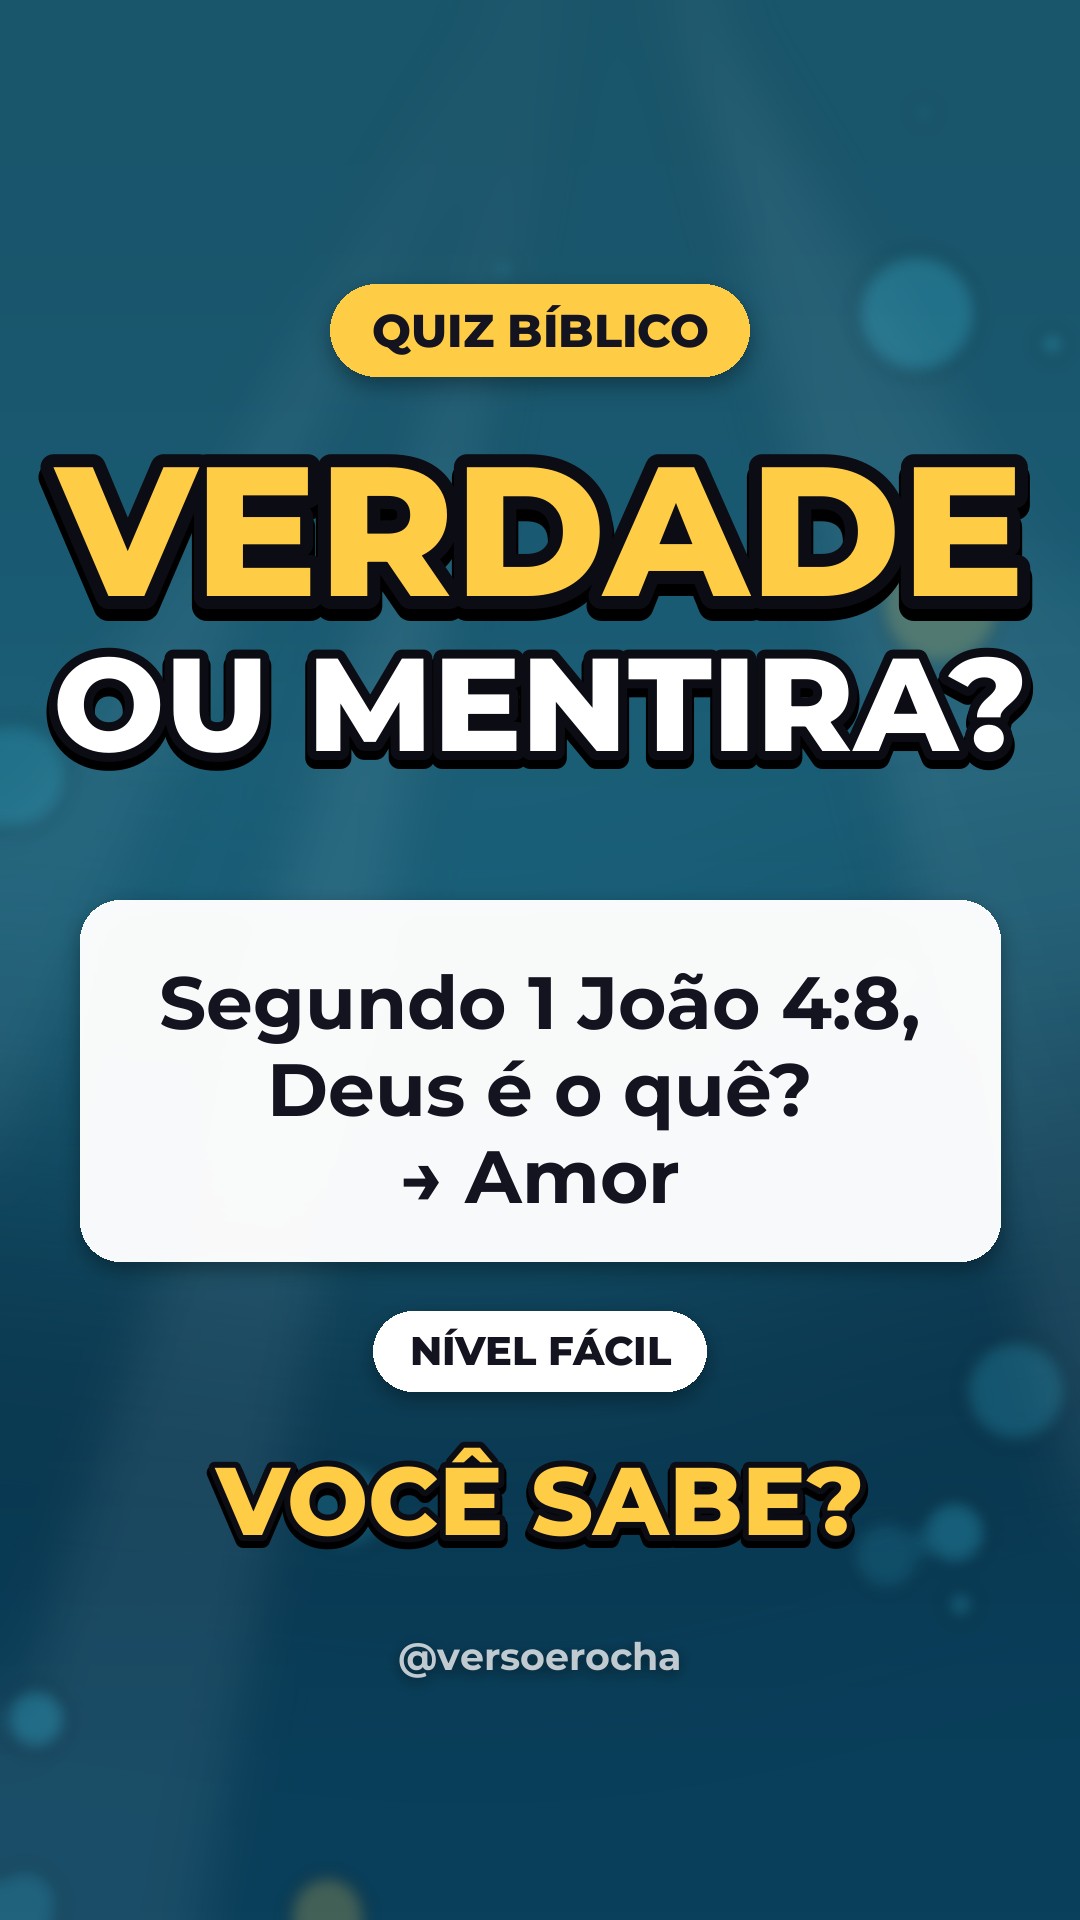 QUIZ BÍBLICO
VERDADE
OU MENTIRA?
Segundo 1 João 4:8,
Deus é o quê?
→ Amor
NÍVEL FÁCIL
VOCÊ SABE?
@versoerocha